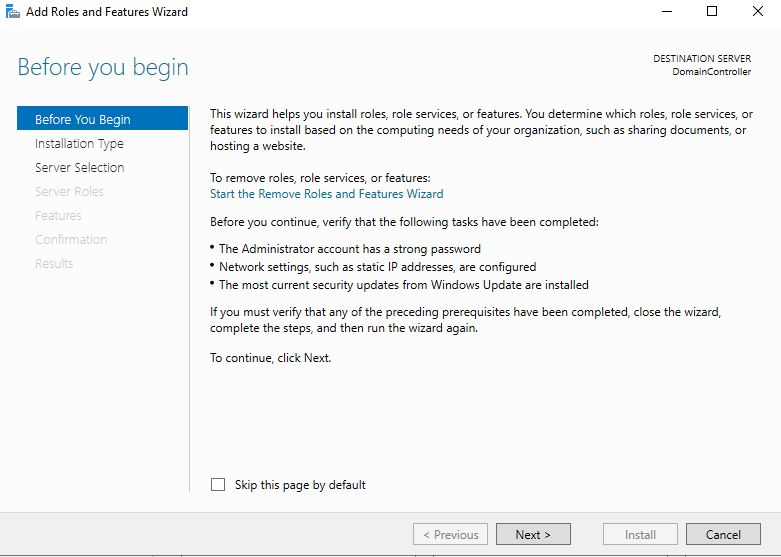 Add Roles and Features Wizard
Before you begin
DESTINATION SERVER
DomainController
Before You Begin
Installation Type
Server Selection
Server Roles
Features
Confirmation
Results
This wizard helps you install roles, role services, or features. You determine which roles, role services, or
features to install based on the computing needs of your organization, such as sharing documents, or
hosting a website.
To remove roles, role services, or features:
Start the Remove Roles and Features Wizard
Before you continue, verify that the following tasks have been completed:
• The Administrator account has a strong password
• Network settings, such as static IP addresses, are configured
• The most current security updates from Windows Update are installed
If you must verify that any of the preceding prerequisites have been completed, close the wizard,
complete the steps, and then run the wizard again.
To continue, click Next.
Skip this page by default
< Previous
Next >
Install
Cancel